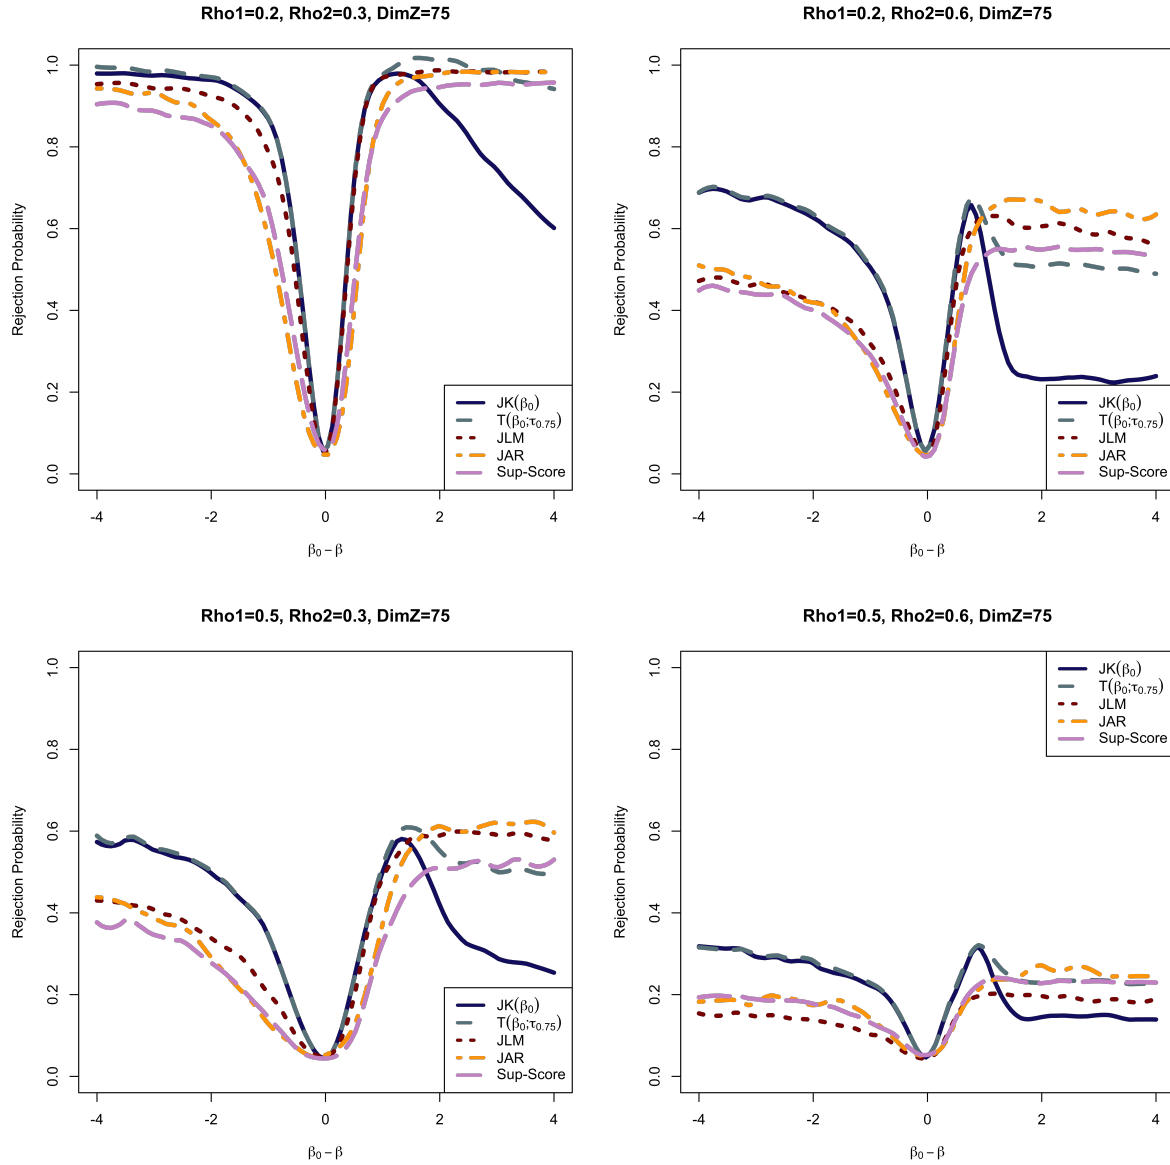 Rho1=0.2, Rho2=0.3, DimZ=75
Rejection Probability
1.0
0.8
0.6
0.4
0.2
0.0
JK(β₀)
T(β₀;τ₀.₇₅)
JLM
JAR
Sup-Score
-4 -2 0 2 4
β₀ − β
Rho1=0.2, Rho2=0.6, DimZ=75
Rejection Probability
1.0
0.8
0.6
0.4
0.2
0.0
JK(β₀)
T(β₀;τ₀.₇₅)
JLM
JAR
Sup-Score
-4 -2 0 2 4
β₀ − β
Rho1=0.5, Rho2=0.3, DimZ=75
Rejection Probability
1.0
0.8
0.6
0.4
0.2
0.0
JK(β₀)
T(β₀;τ₀.₇₅)
JLM
JAR
Sup-Score
-4 -2 0 2 4
β₀ − β
Rho1=0.5, Rho2=0.6, DimZ=75
Rejection Probability
1.0
0.8
0.6
0.4
0.2
0.0
JK(β₀)
T(β₀;τ₀.₇₅)
JLM
JAR
Sup-Score
-4 -2 0 2 4
β₀ − β